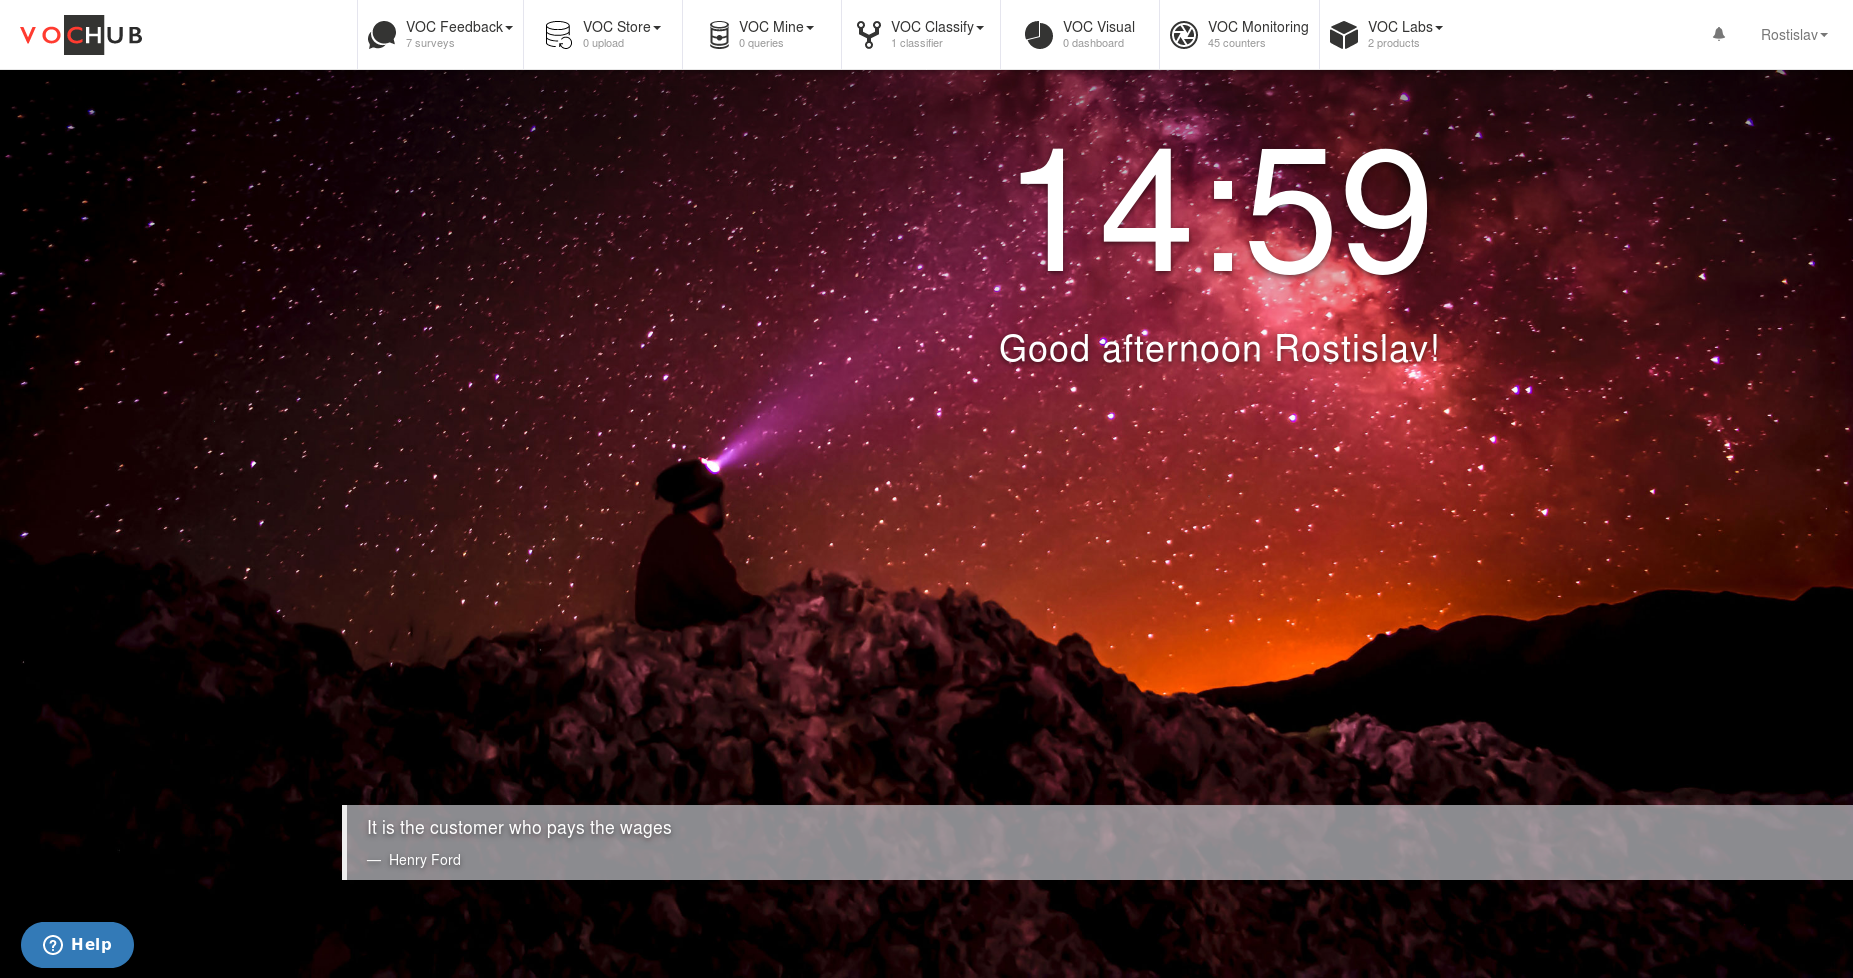 VOCHUB
VOC Feedback
7 surveys
VOC Store
0 upload
VOC Mine
0 queries
VOC Classify
1 classifier
VOC Visual
0 dashboard
VOC Monitoring
45 counters
VOC Labs
2 products
Rostislav
14:59
Good afternoon Rostislav!
It is the customer who pays the wages
— Henry Ford
Help